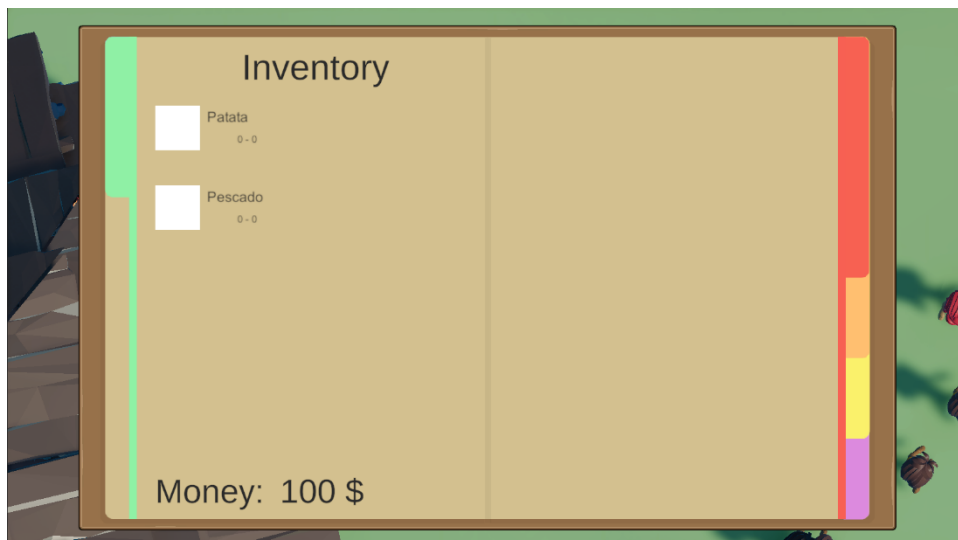 Inventory
Patata
0 - 0
Pescado
0 - 0
Money: 100 $